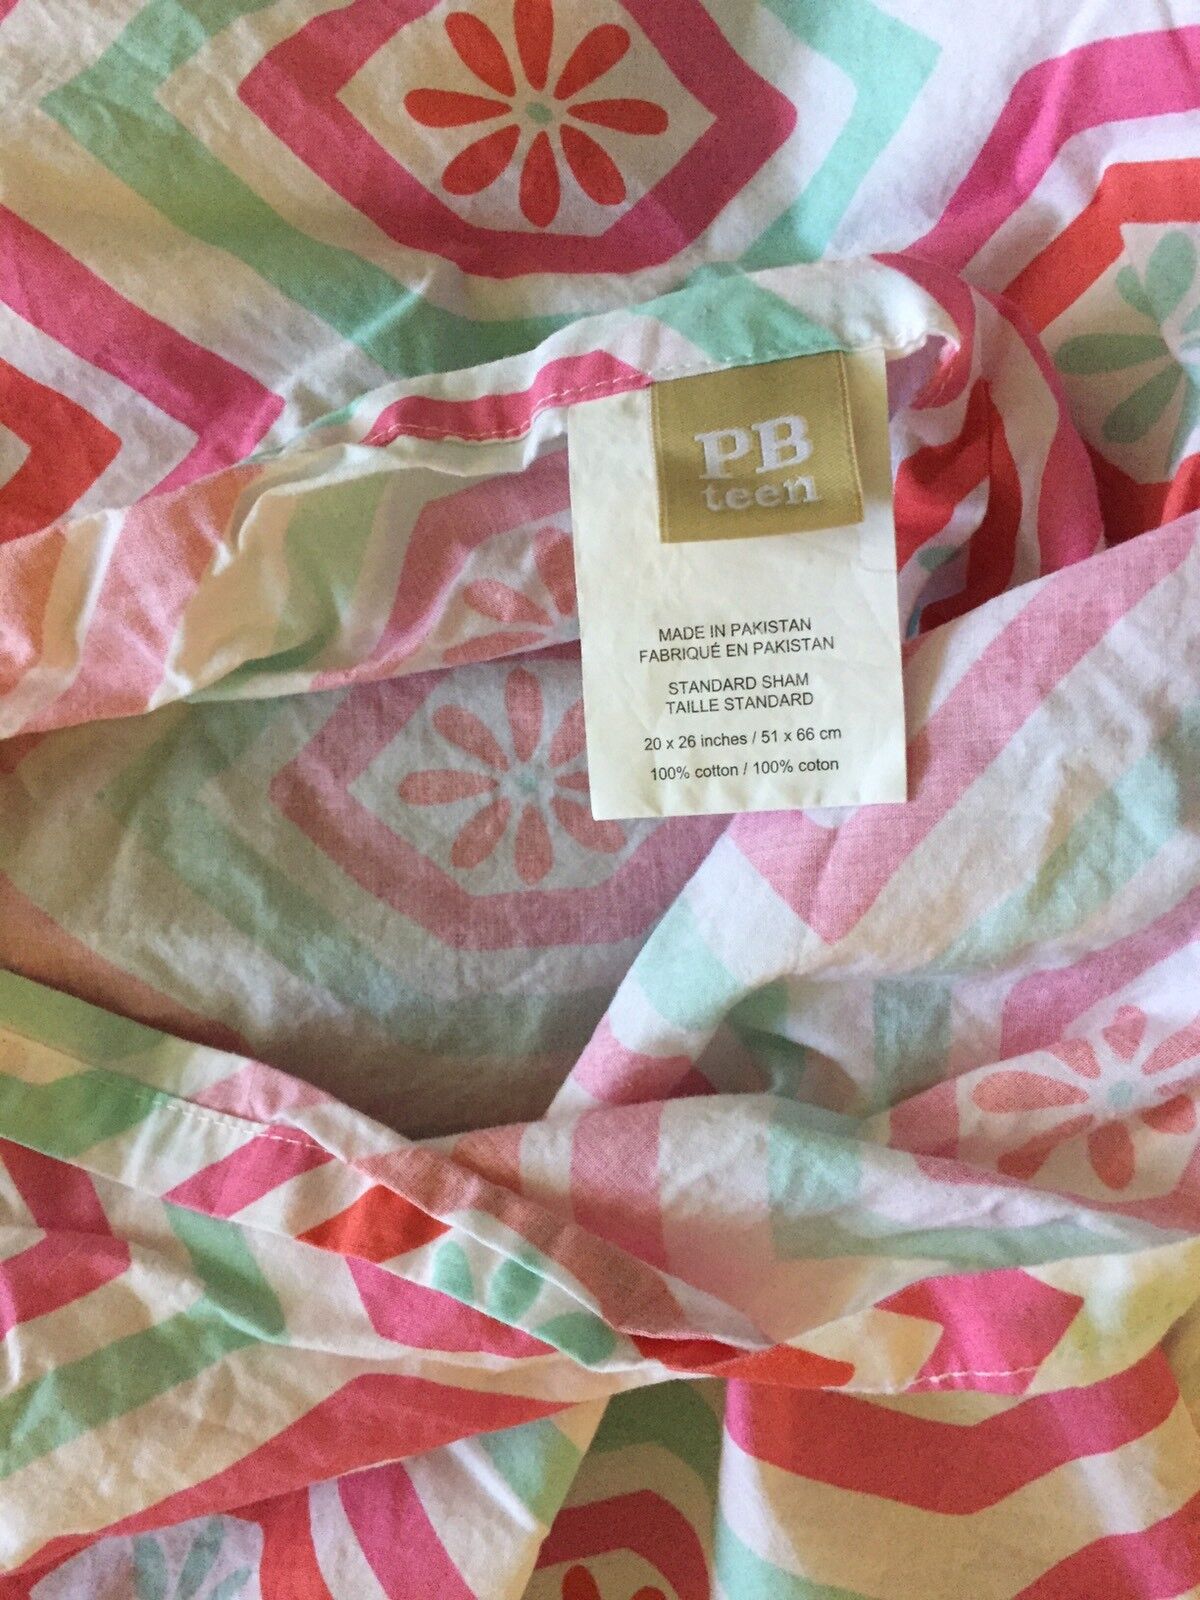 PB
teen
MADE IN PAKISTAN
FABRIQUÉ EN PAKISTAN
STANDARD SHAM
TAILLE STANDARD
20 x 26 inches / 51 x 66 cm
100% cotton / 100% coton